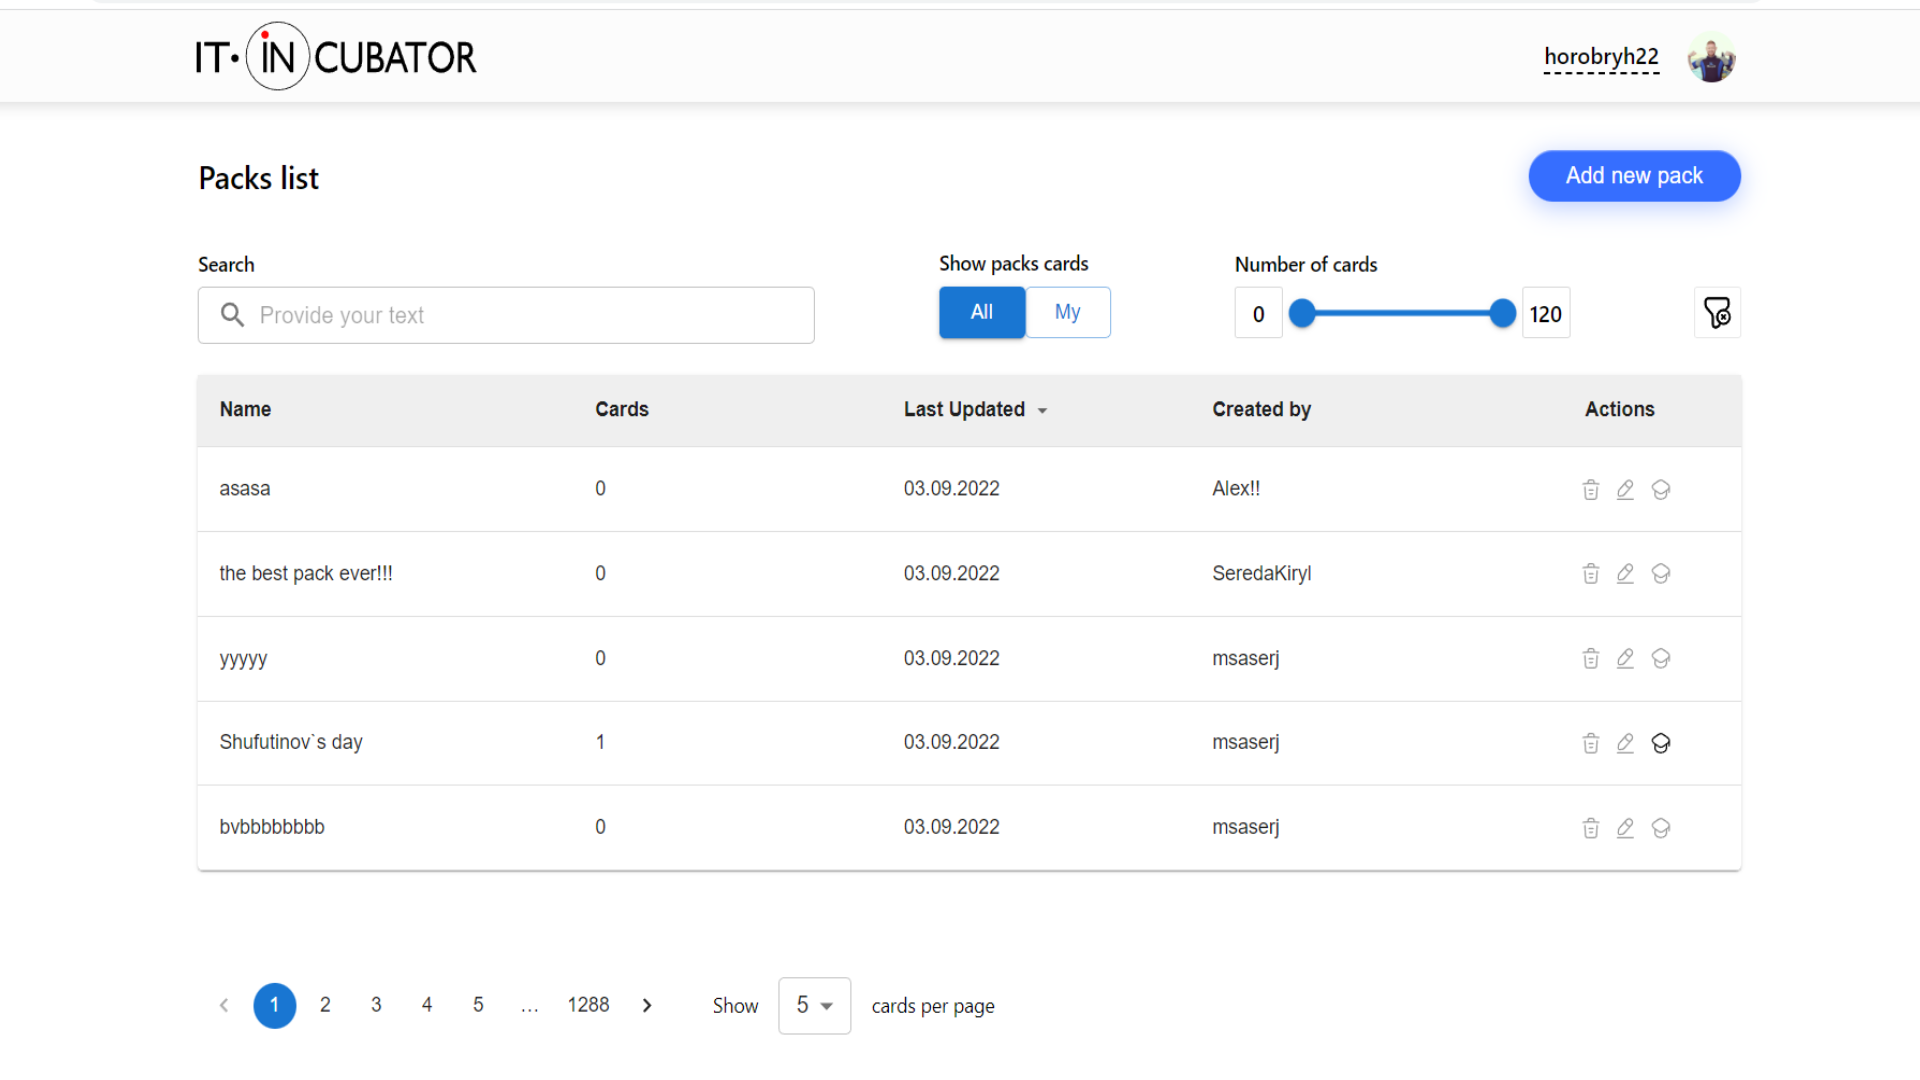 IT·INCUBATOR
horobryh22
Packs list
Add new pack
Search
Show packs cards
Number of cards
Provide your text
All
My
0
120
Name Cards Last Updated Created by Actions
asasa 0 03.09.2022 Alex!!
the best pack ever!!! 0 03.09.2022 SeredaKiryl
yyyyy 0 03.09.2022 msaserj
Shufutinov`s day 1 03.09.2022 msaserj
bvbbbbbbbb 0 03.09.2022 msaserj
1 2 3 4 5 ... 1288 Show 5 cards per page